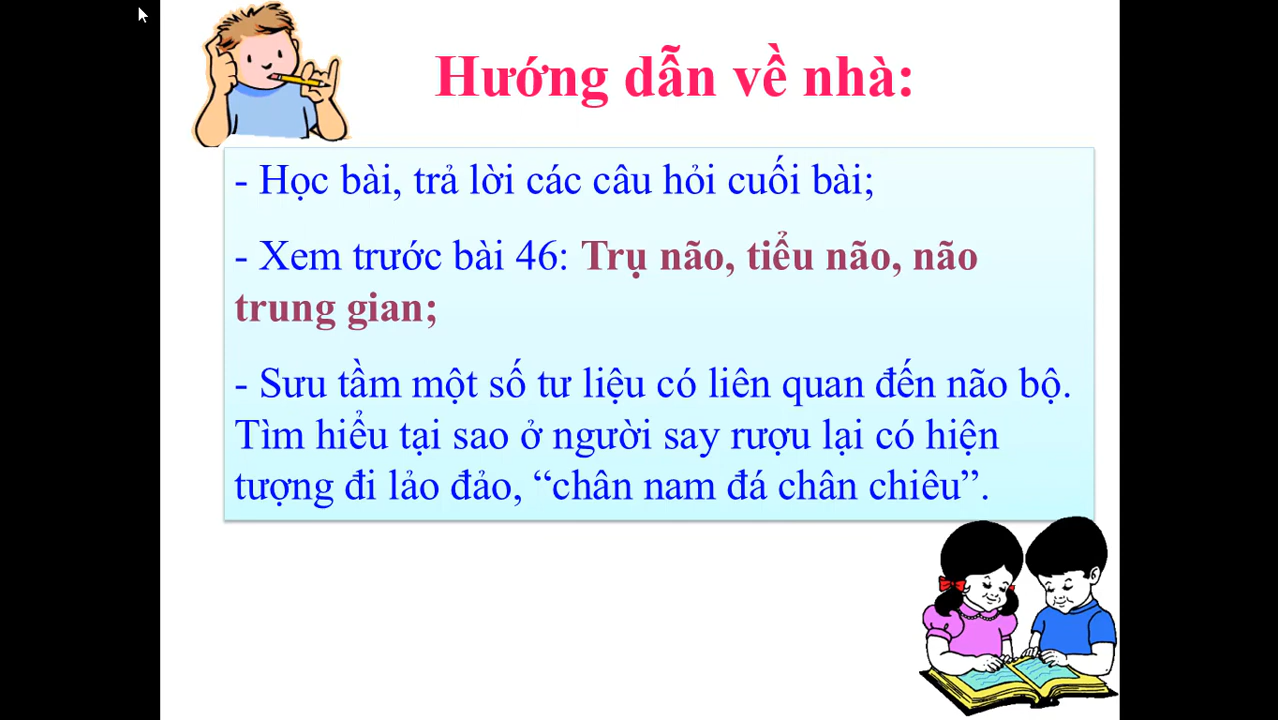 Hướng dẫn về nhà:
- Học bài, trả lời các câu hỏi cuối bài;
- Xem trước bài 46: Trụ não, tiểu não, não
trung gian;
- Sưu tầm một số tư liệu có liên quan đến não bộ.
Tìm hiểu tại sao ở người say rượu lại có hiện
tượng đi lảo đảo, “chân nam đá chân chiêu”.